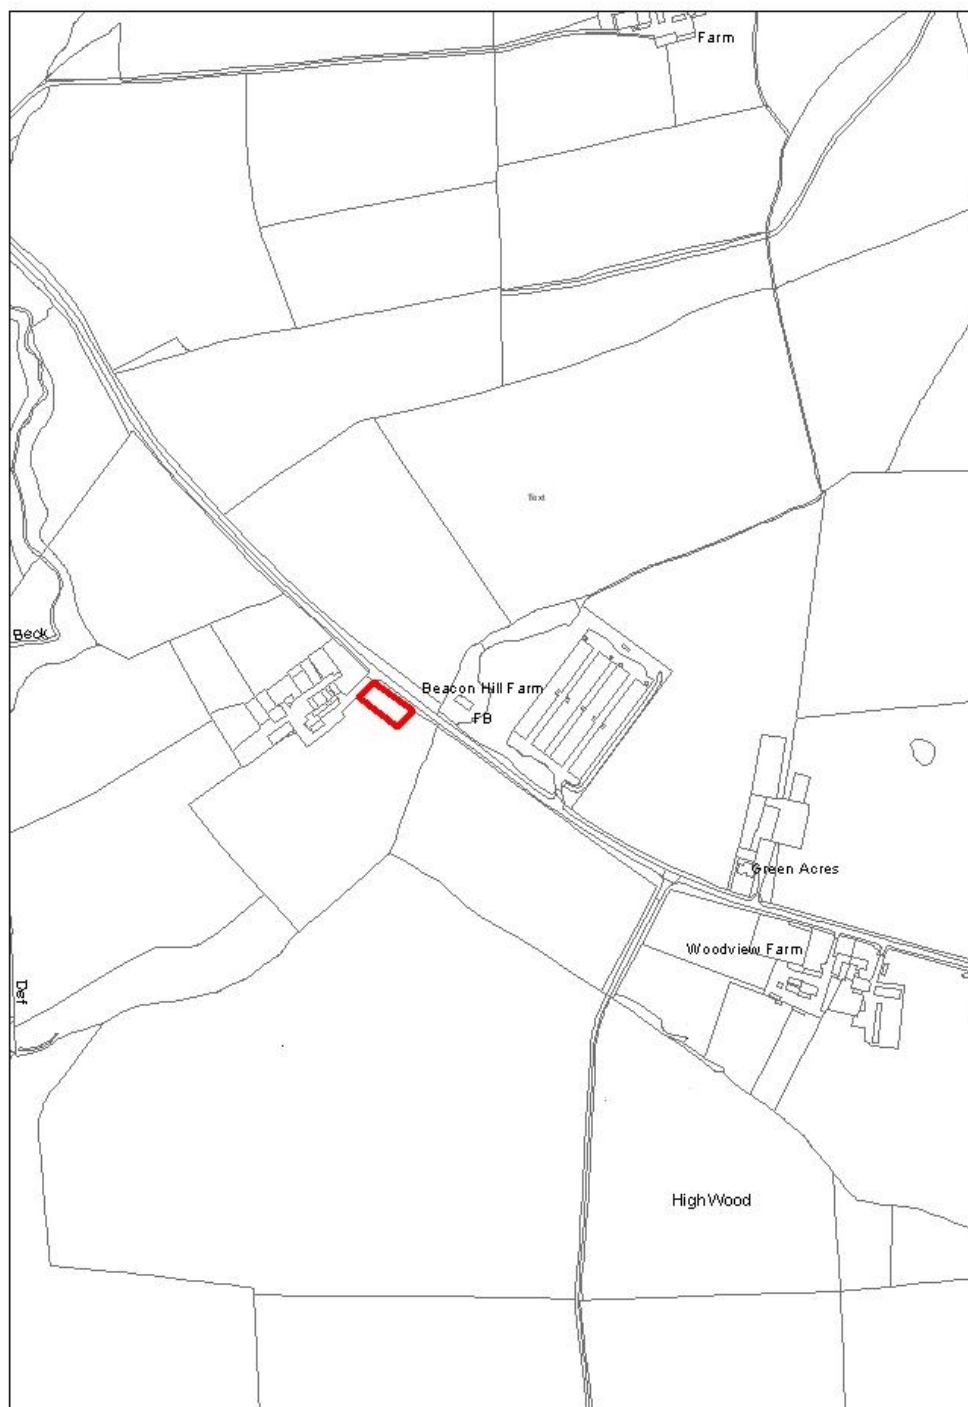 Farm
Text
Beck
Beacon Hill Farm
FB
Green Acres
Woodview Farm
Def
High Wood